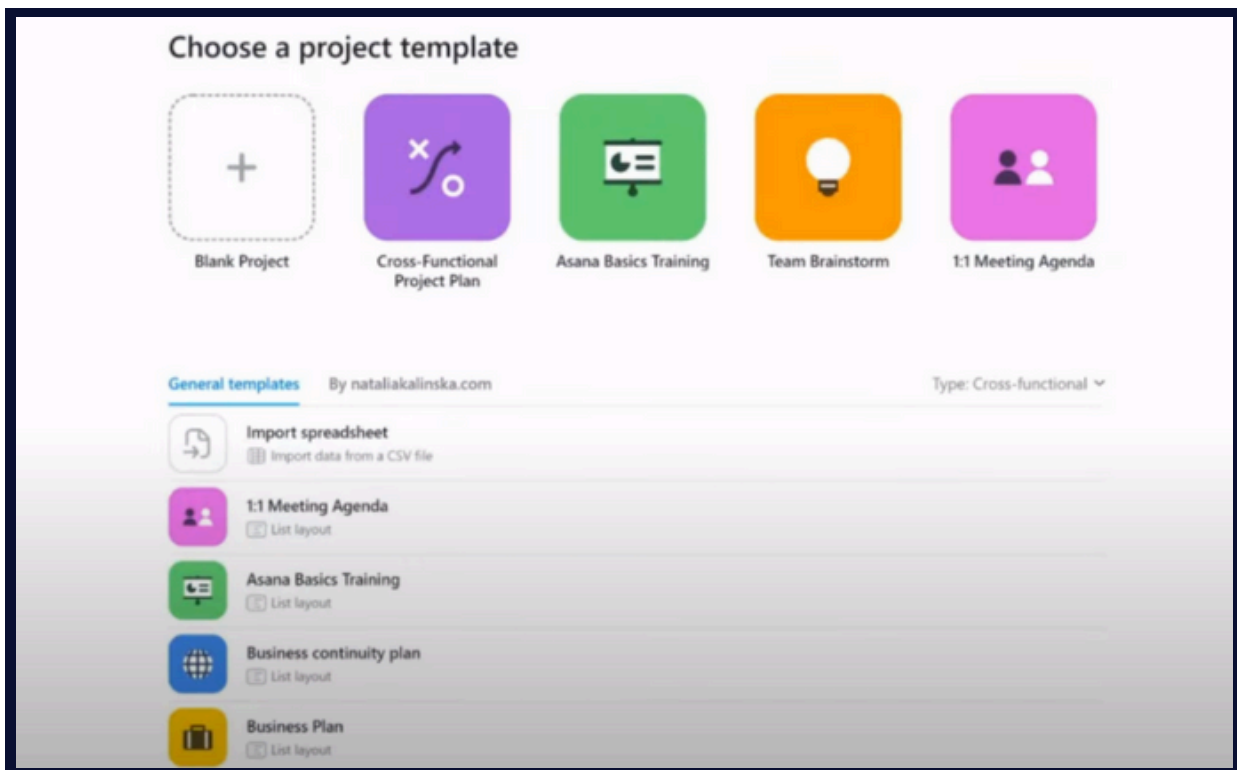 Choose a project template
Blank Project
Cross-Functional
Project Plan
Asana Basics Training
Team Brainstorm
1:1 Meeting Agenda
General templates
By nataliakalinska.com
Type: Cross-functional
Import spreadsheet
Import data from a CSV file
1:1 Meeting Agenda
List layout
Asana Basics Training
List layout
Business continuity plan
List layout
Business Plan
List layout